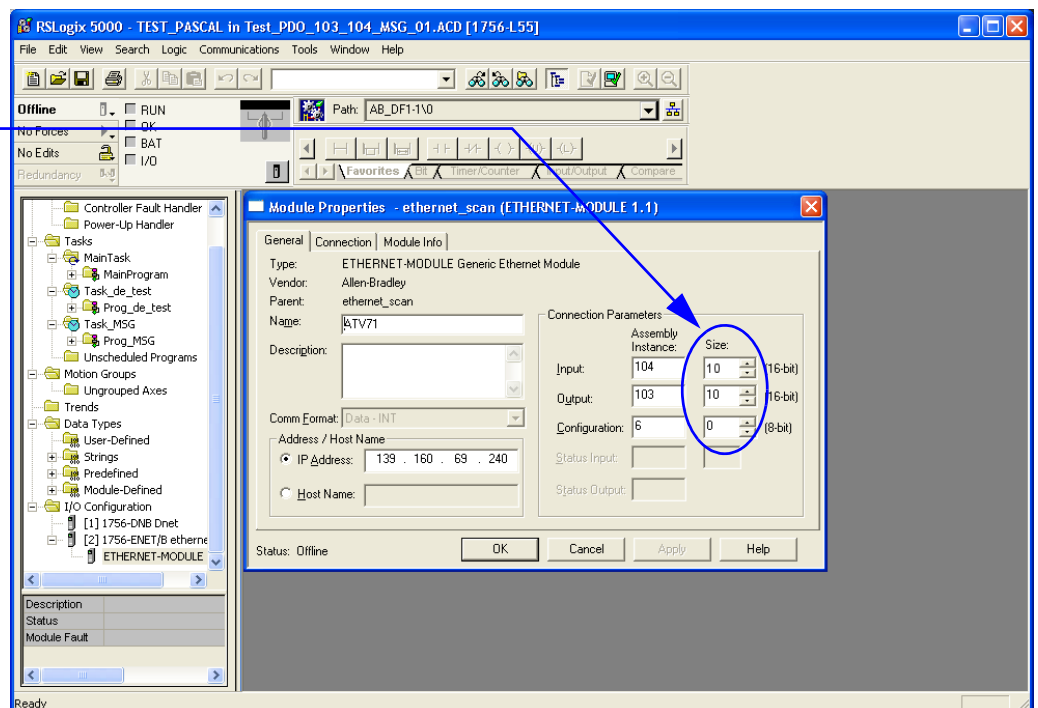 RSLogix 5000 - TEST_PASCAL in Test_PDO_103_104_MSG_01.ACD [1756-L55]
File Edit View Search Logic Communications Tools Window Help
Offline
RUN
Path: AB_DF1-1\0
No Forces
OK
No Edits
BAT
I/O
Redundancy
Favorites Bit Timer/Counter Input/Output Compare
Controller Fault Handler
Power-Up Handler
Tasks
MainTask
MainProgram
Task_de_test
Prog_de_test
Task_MSG
Prog_MSG
Unscheduled Programs
Motion Groups
Ungrouped Axes
Trends
Data Types
User-Defined
Strings
Predefined
Module-Defined
I/O Configuration
[1] 1756-DNB Dnet
[2] 1756-ENET/B etherne
ETHERNET-MODULE
Description
Status
Module Fault
Module Properties - ethernet_scan (ETHERNET-MODULE 1.1)
General Connection Module Info
Type: ETHERNET-MODULE Generic Ethernet Module
Vendor: Allen-Bradley
Parent: ethernet_scan
Name: ATV71
Description:
Comm Format: Data - INT
Address / Host Name
IP Address: 139 . 160 . 69 . 240
Host Name:
Connection Parameters
Assembly
Instance: Size:
Input: 104 10 (16-bit)
Output: 103 10 (16-bit)
Configuration: 6 0 (8-bit)
Status Input:
Status Output:
Status: Offline
OK Cancel Apply Help
Ready